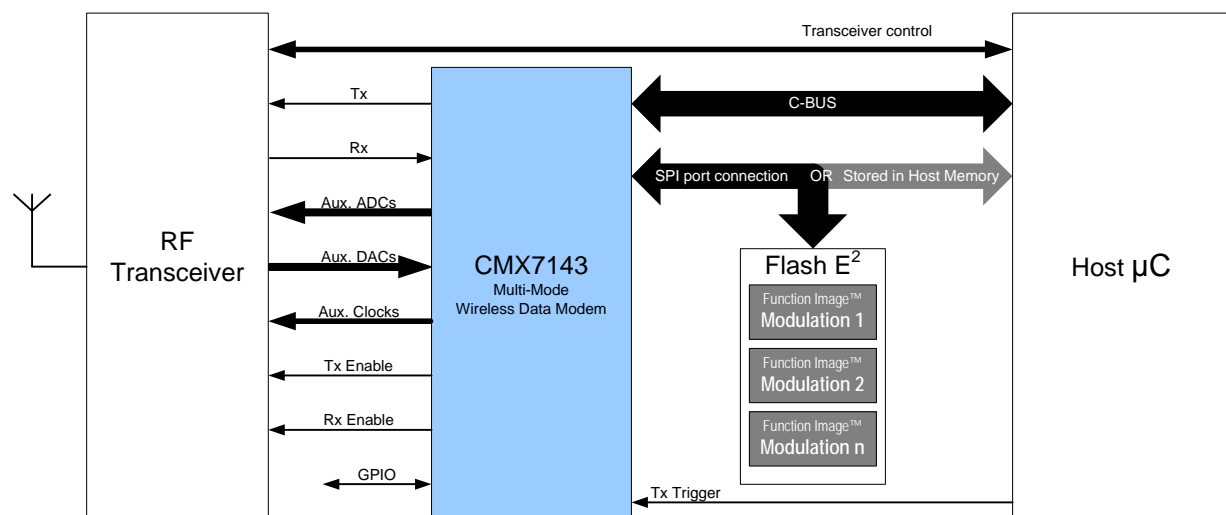 Transceiver control
Tx
C-BUS
Rx
SPI port connection OR Stored in Host Memory
Aux. ADCs
RF
Transceiver
Aux. DACs
CMX7143
Multi-Mode
Wireless Data Modem
Flash E²
Host µC
Function Image™
Modulation 1
Aux. Clocks
Function Image™
Modulation 2
Tx Enable
Function Image™
Modulation n
Rx Enable
GPIO
Tx Trigger